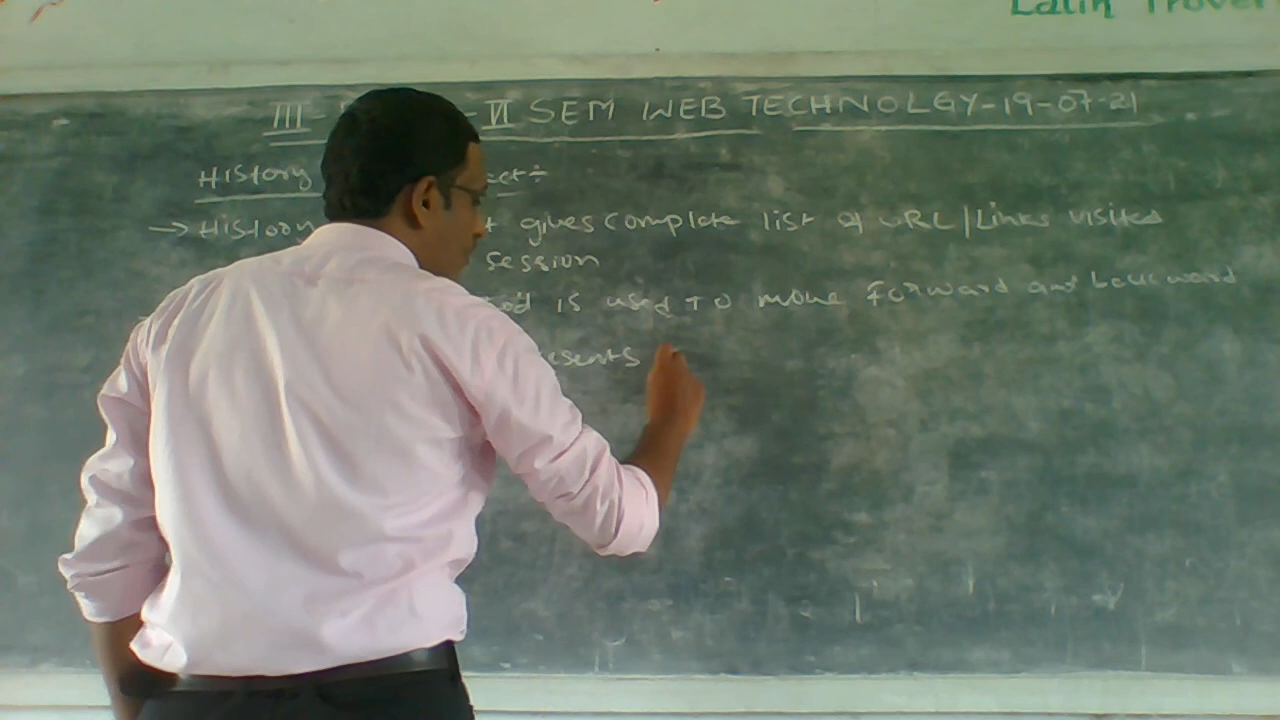 Latin Prover
III- -VI SEM WEB TECHNOLGY-19-07-21
History ect÷
→ History t gives complete list of URL/Links visited
session
od is used to move forward and backward
esents